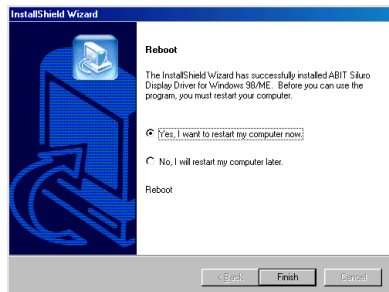 InstallShield Wizard
Reboot
The InstallShield Wizard has successfully installed ABIT Siluro
Display Driver for Windows 98/ME. Before you can use the
program, you must restart your computer.
Yes, I want to restart my computer now.
No, I will restart my computer later.
Reboot
< Back Finish Cancel